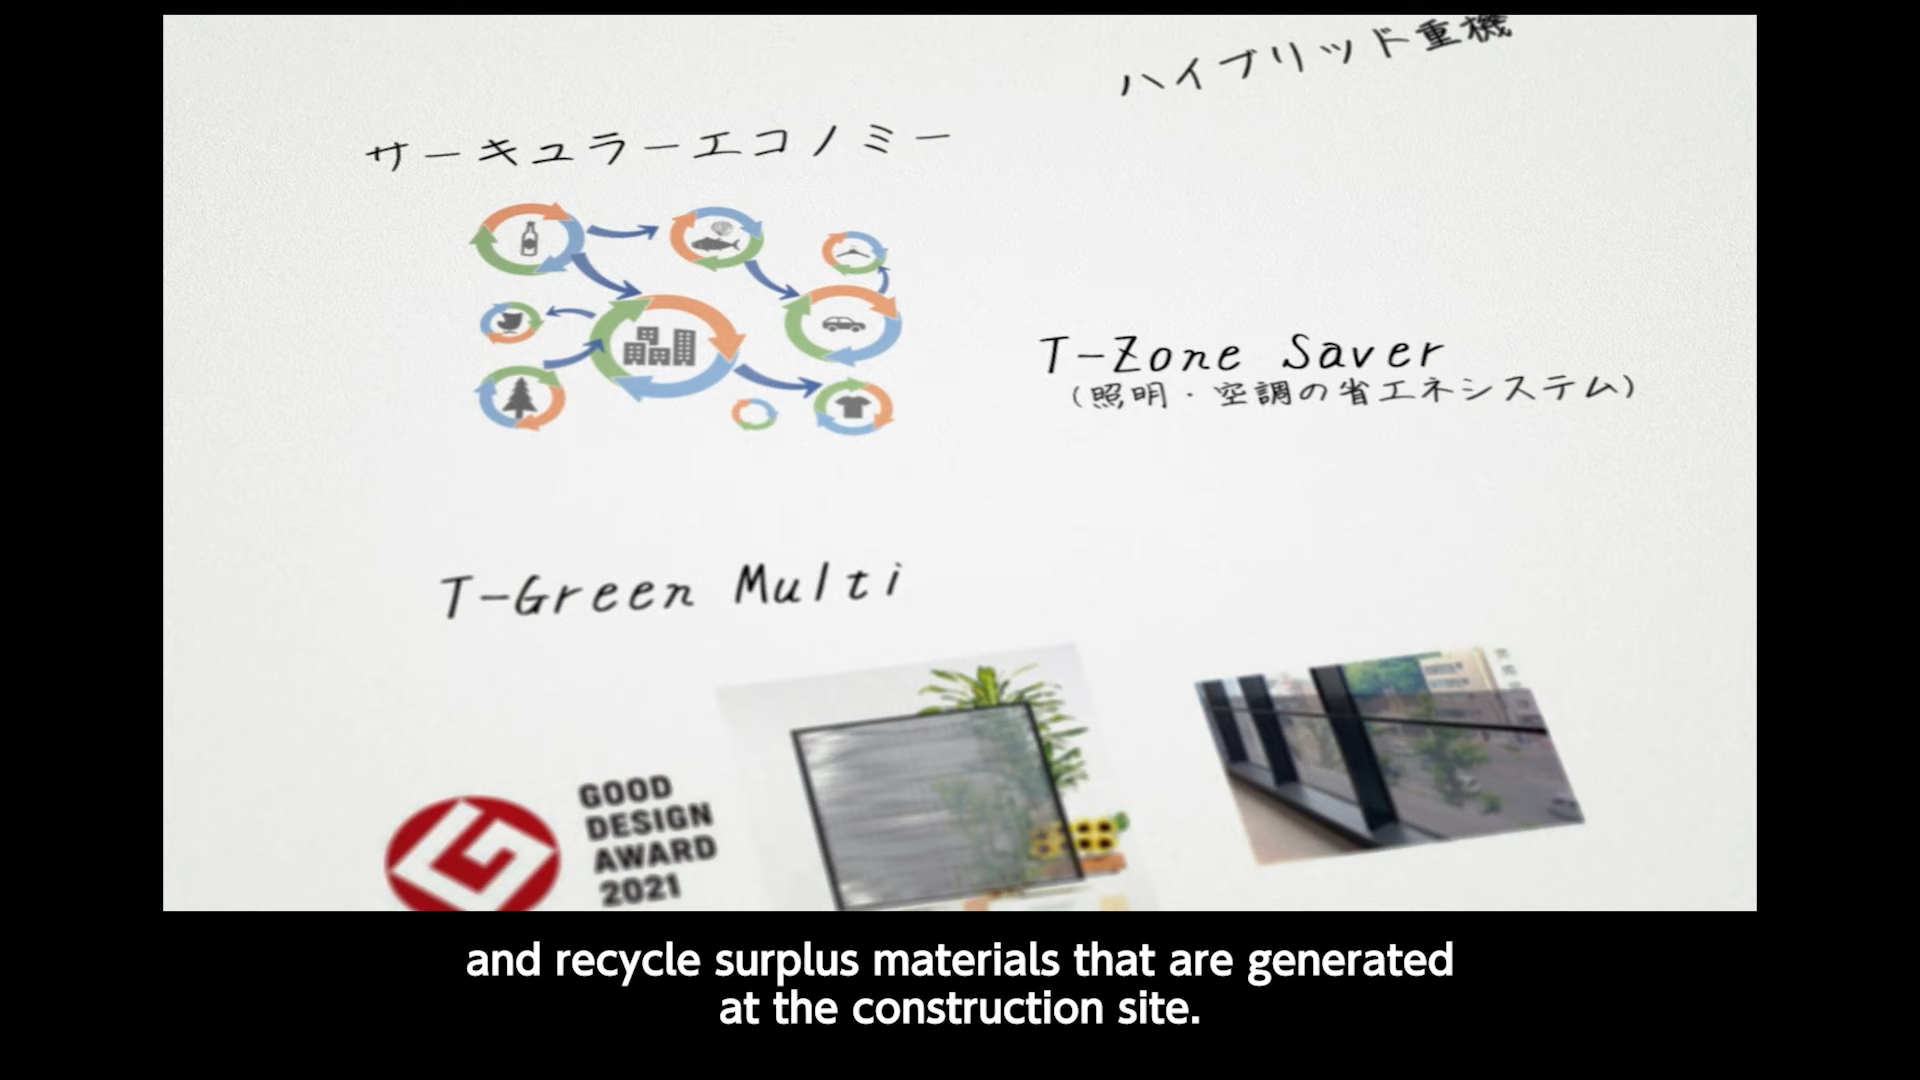 ハイブリッド重機
サーキュラーエコノミー
T-Zone Saver
(照明・空調の省エネシステム)
T-Green Multi
GOOD
DESIGN
AWARD
2021
and recycle surplus materials that are generated
at the construction site.